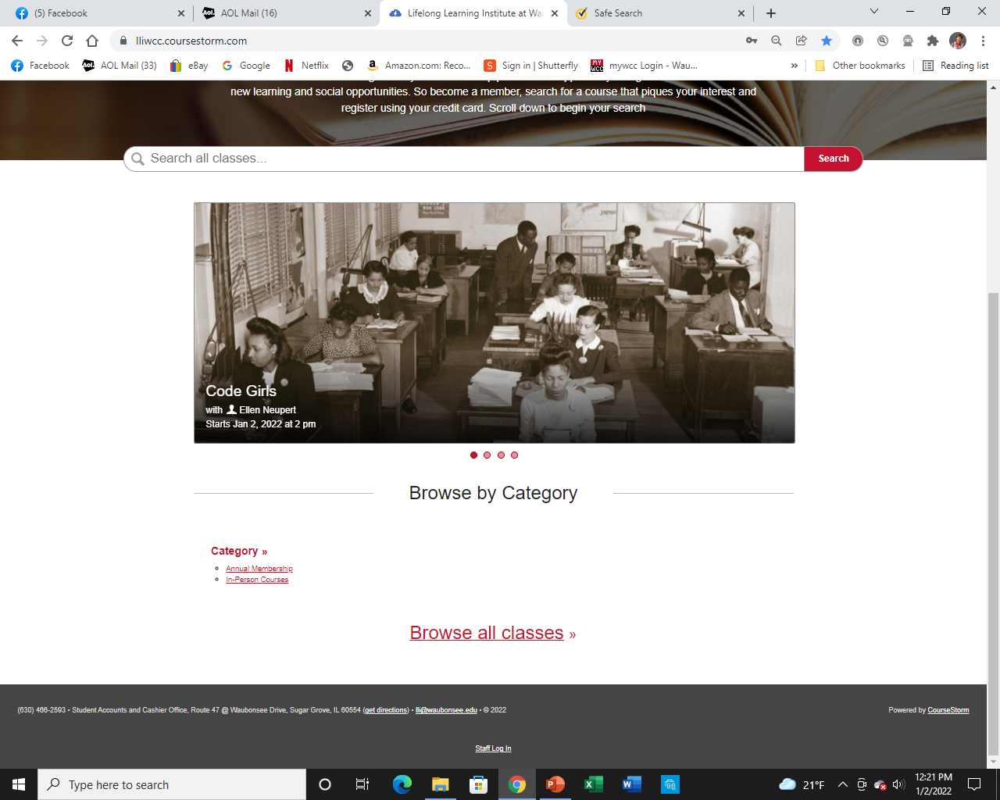 (5) Facebook
AOL Mail (16)
Lifelong Learning Institute at Wau
Safe Search
lliwcc.coursestorm.com
Facebook
AOL Mail (33)
eBay
Google
Netflix
Amazon.com: Reco...
Sign in | Shutterfly
mywcc Login - Wau...
»
Other bookmarks
Reading list
new learning and social opportunities. So become a member, search for a course that piques your interest and
register using your credit card. Scroll down to begin your search
Search all classes...
Search
JAPAN
Code Girls
with Ellen Neupert
Starts Jan 2, 2022 at 2 pm
Browse by Category
Category »
Annual Membership
In-Person Courses
Browse all classes »
(630) 466-2593 • Student Accounts and Cashier Office, Route 47 @ Waubonsee Drive, Sugar Grove, IL 60554 (get directions) • lli@waubonsee.edu • © 2022
Powered by CourseStorm
Staff Log In
Type here to search
21°F
12:21 PM
1/2/2022